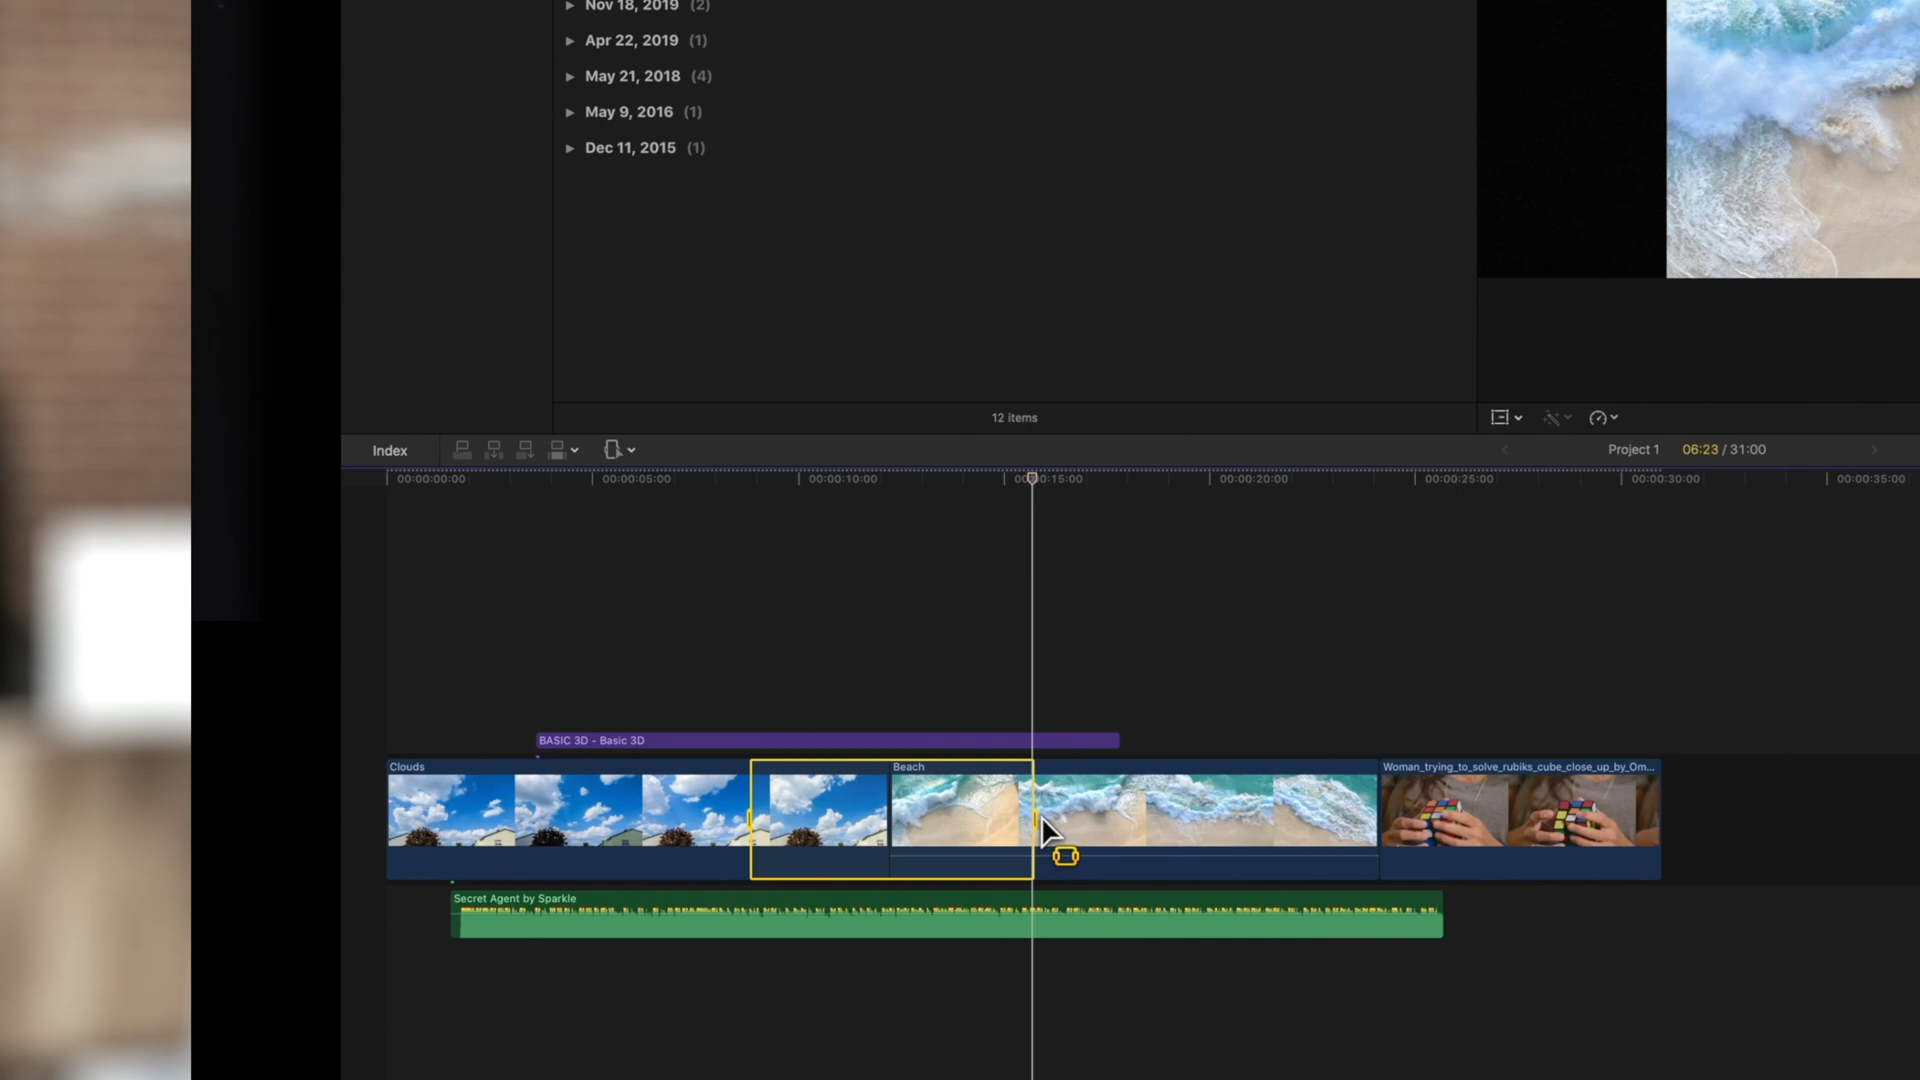 Nov 18, 2019 (2)
Apr 22, 2019 (1)
May 21, 2018 (4)
May 9, 2016 (1)
Dec 11, 2015 (1)
12 items
Index
Project 1 06:23 / 31:00
00:00:00:00 00:00:05:00 00:00:10:00 00:00:15:00 00:00:20:00 00:00:25:00 00:00:30:00 00:00:35:00
BASIC 3D - Basic 3D
Clouds
Beach
Woman_trying_to_solve_rubiks_cube_close_up_by_Om...
Secret Agent by Sparkle